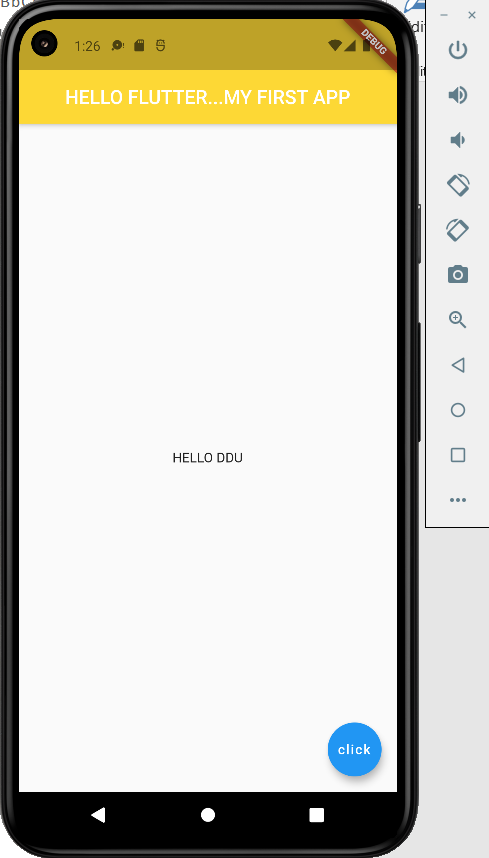 1:26
DEBUG
HELLO FLUTTER...MY FIRST APP
HELLO DDU
click